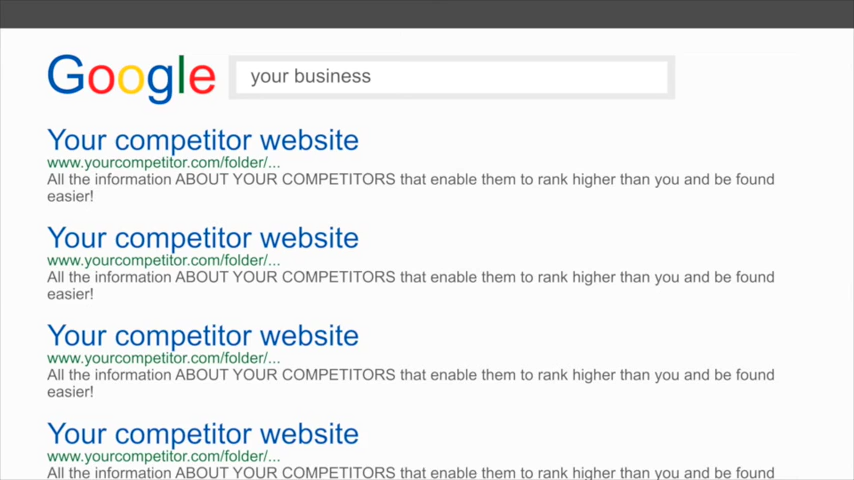 Google your business
Your competitor website
www.yourcompetitor.com/folder/...
All the information ABOUT YOUR COMPETITORS that enable them to rank higher than you and be found
easier!
Your competitor website
www.yourcompetitor.com/folder/...
All the information ABOUT YOUR COMPETITORS that enable them to rank higher than you and be found
easier!
Your competitor website
www.yourcompetitor.com/folder/...
All the information ABOUT YOUR COMPETITORS that enable them to rank higher than you and be found
easier!
Your competitor website
www.yourcompetitor.com/folder/...
All the information ABOUT YOUR COMPETITORS that enable them to rank higher than you and be found